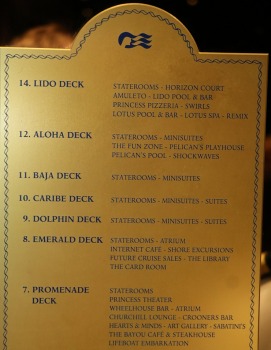 14. LIDO DECK STATEROOMS - HORIZON COURT
AMULETO - LIDO POOL & BAR
PRINCESS PIZZERIA - SWIRLS
LOTUS POOL & BAR - LOTUS SPA - REMIX
12. ALOHA DECK STATEROOMS - MINISUITES
THE FUN ZONE - PELICAN'S PLAYHOUSE
PELICAN'S POOL - SHOCKWAVES
11. BAJA DECK STATEROOMS - MINISUITES
10. CARIBE DECK STATEROOMS - MINISUITES - SUITES
9. DOLPHIN DECK STATEROOMS - MINISUITES - SUITES
8. EMERALD DECK STATEROOMS - ATRIUM
INTERNET CAFE - SHORE EXCURSIONS
FUTURE CRUISE SALES - THE LIBRARY
THE CARD ROOM
7. PROMENADE STATEROOMS
DECK PRINCESS THEATER
WHEELHOUSE BAR - ATRIUM
CHURCHILL LOUNGE - CROONERS BAR
HEARTS & MINDS - ART GALLERY - SABATINI'S
THE BAYOU CAFÉ & STEAKHOUSE
LIFEBOAT EMBARKATION